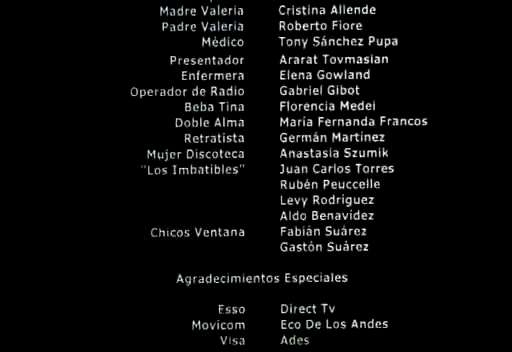 Madre Valeria Cristina Allende
Padre Valeria Roberto Fiore
Médico Tony Sánchez Pupa
Presentador Ararat Tovmasian
Enfermera Elena Gowland
Operador de Radio Gabriel Gibot
Beba Tina Florencia Medei
Doble Alma María Fernanda Francos
Retratista Germán Martínez
Mujer Discoteca Anastasia Szumik
"Los Imbatibles" Juan Carlos Torres
Rubén Peuccelle
Levy Rodríguez
Aldo Benavídez
Chicos Ventana Fabián Suárez
Gastón Suárez
Agradecimientos Especiales
Esso Direct Tv
Movicom Eco De Los Andes
Visa Ades